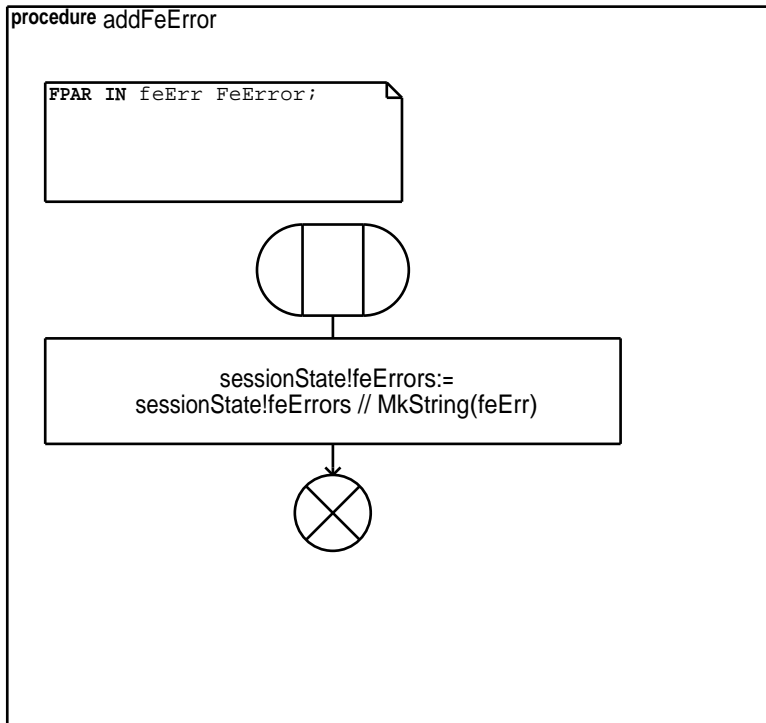 procedure addFeError
FPAR IN feErr FeError;
sessionState!feErrors:=
sessionState!feErrors // MkString(feErr)